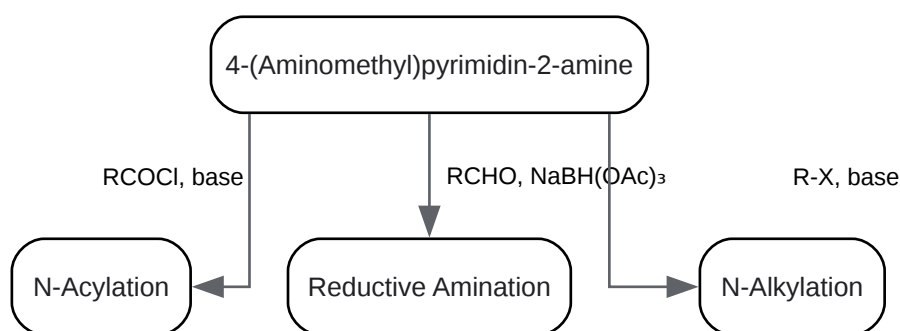 4-(Aminomethyl)pyrimidin-2-amine
RCOCl, base
RCHO, NaBH(OAc)₃
R-X, base
N-Acylation
Reductive Amination
N-Alkylation